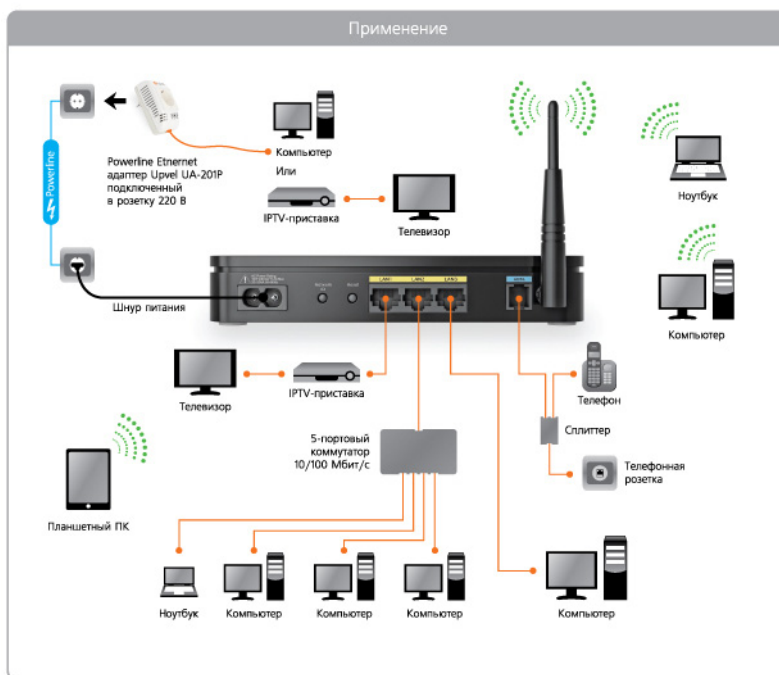 Применение
Powerline
Powerline Etnernet
адаптер Upvel UA-201P
подключенный
в розетку 220 В
Компьютер
Или
IPTV-приставка
Телевизор
Ноутбук
Компьютер
Шнур питания
LAN1
LAN2
LAN3
Телевизор
IPTV-приставка
5-портовый
коммутатор
10/100 Мбит/с
Телефон
Сплиттер
Телефонная
розетка
Планшетный ПК
Ноутбук
Компьютер
Компьютер
Компьютер
Компьютер